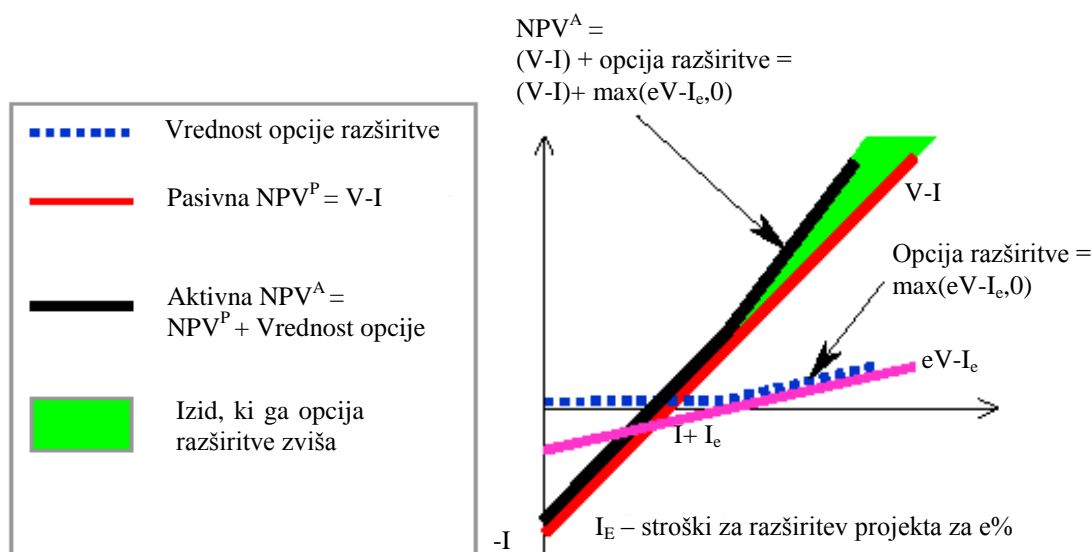 NPV^A =
(V-I) + opcija razširitve =
(V-I)+ max(eV-I_e,0)
Vrednost opcije razširitve
Pasivna NPV^P = V-I
Aktivna NPV^A =
NPV^P + Vrednost opcije
Izid, ki ga opcija
razširitve zviša
V-I
Opcija razširitve =
max(eV-I_e,0)
eV-I_e
I+ I_e
-I
I_E – stroški za razširitev projekta za e%